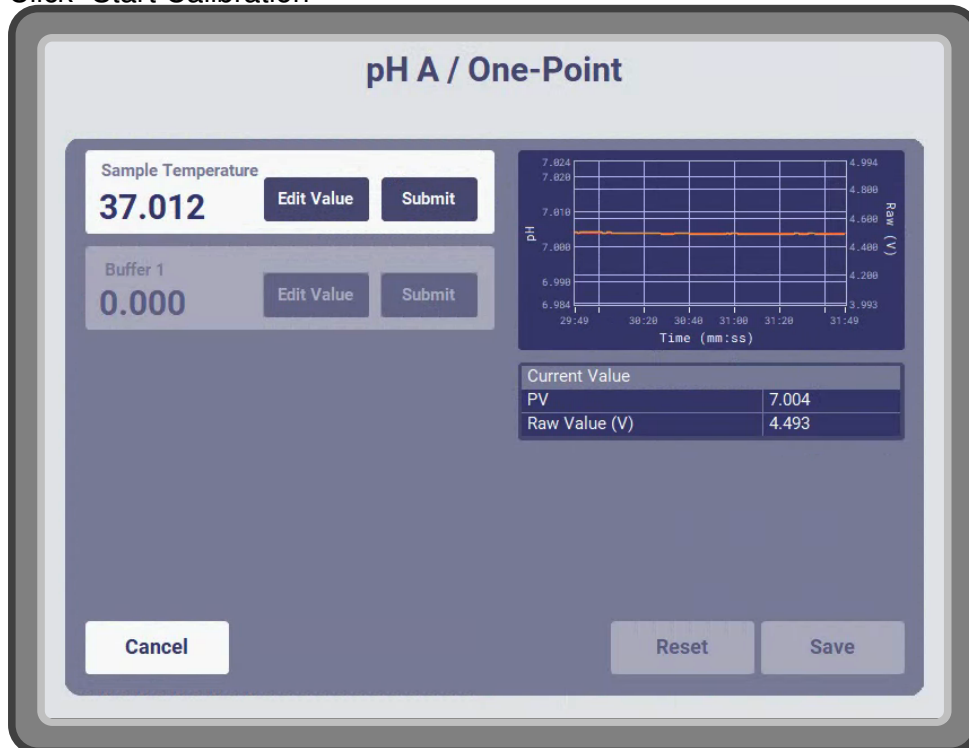 Click "Start Calibration"
pH A / One-Point
Sample Temperature
37.012
Edit Value
Submit
Buffer 1
0.000
Edit Value
Submit
7.024
7.020
7.010
7.000
6.990
6.984
pH
4.994
4.800
4.600
4.400
4.200
3.993
Raw (V)
29:49 30:20 30:40 31:00 31:20 31:49
Time (mm:ss)
Current Value
PV 7.004
Raw Value (V) 4.493
Cancel
Reset
Save